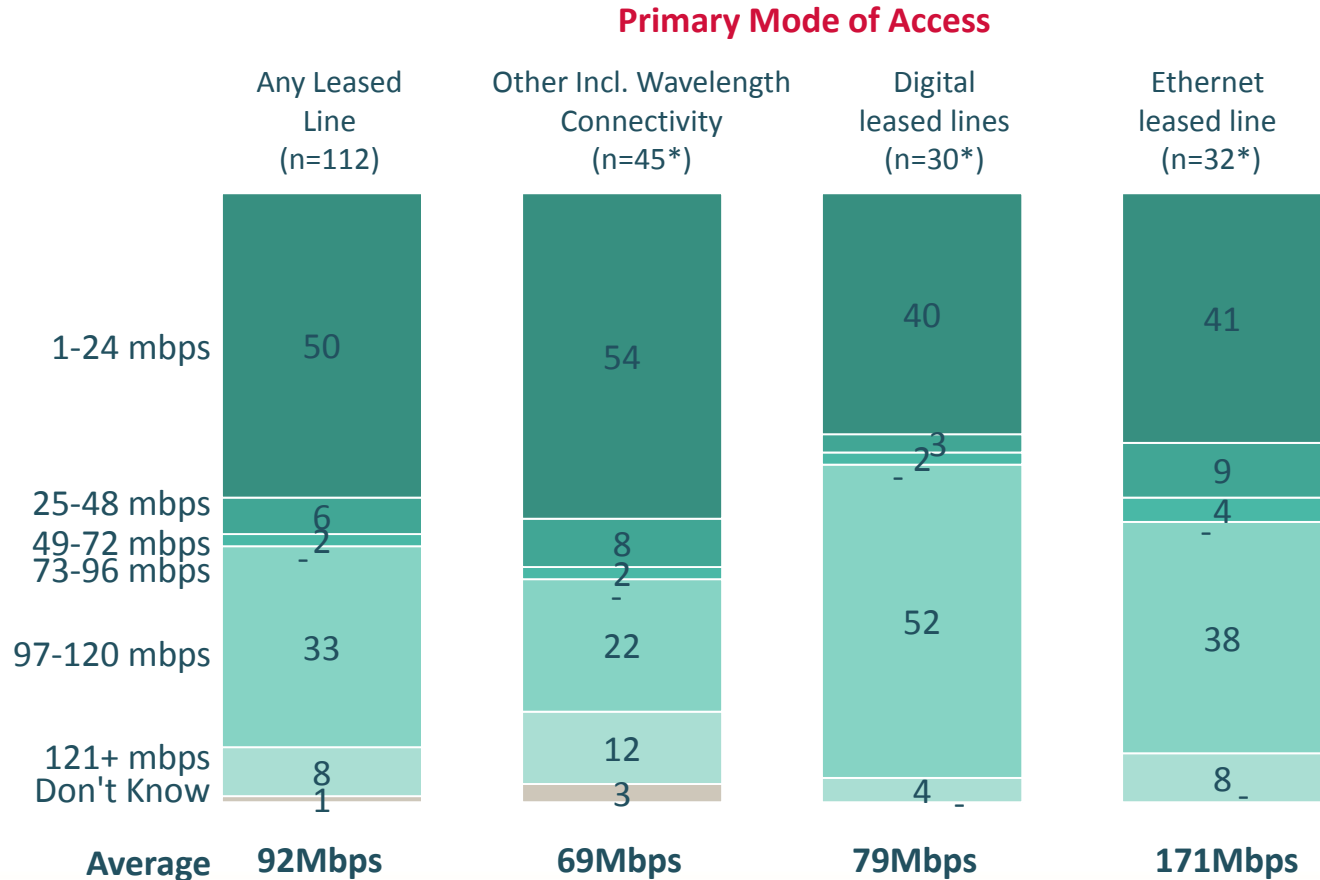 Primary Mode of Access
Any Leased
Line
(n=112)
Other Incl. Wavelength
Connectivity
(n=45*)
Digital
leased lines
(n=30*)
Ethernet
leased line
(n=32*)
1-24 mbps 50 54 40 41
25-48 mbps 6 8 3 9
49-72 mbps 2 2 2 4
73-96 mbps - - - -
97-120 mbps 33 22 52 38
121+ mbps 8 12 4 8
Don't Know 1 3 - -
Average 92Mbps 69Mbps 79Mbps 171Mbps